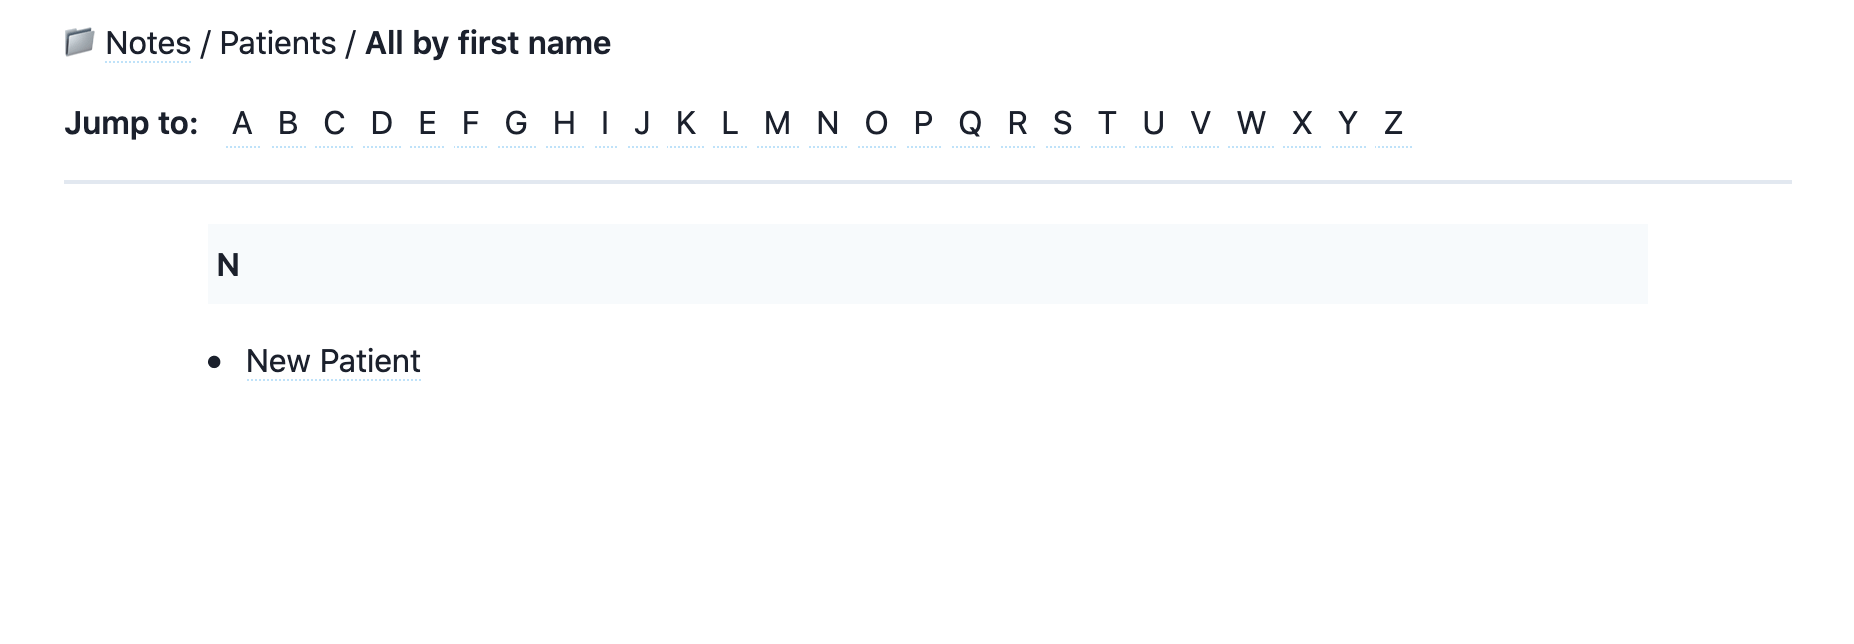 Notes / Patients / All by first name
Jump to: A B C D E F G H I J K L M N O P Q R S T U V W X Y Z
N
• New Patient